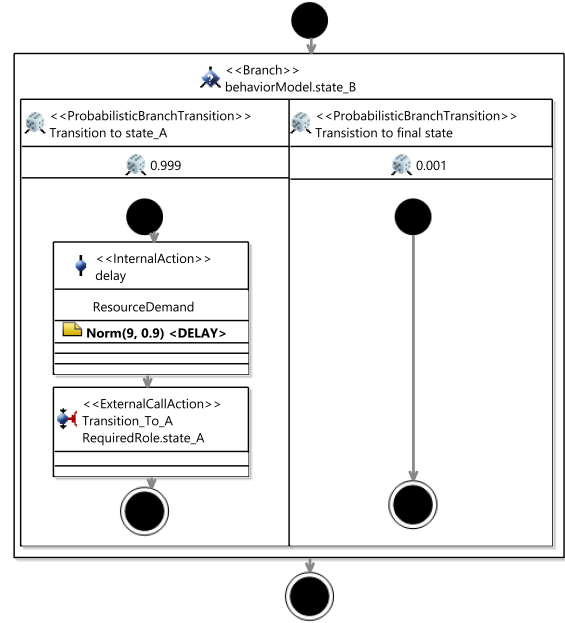 <<Branch>>
behaviorModel.state_B
<<ProbabilisticBranchTransition>>
Transition to state_A
0.999
<<InternalAction>>
delay
ResourceDemand
Norm(9, 0.9) <DELAY>
<<ExternalCallAction>>
Transition_To_A
RequiredRole.state_A
<<ProbabilisticBranchTransition>>
Transistion to final state
0.001